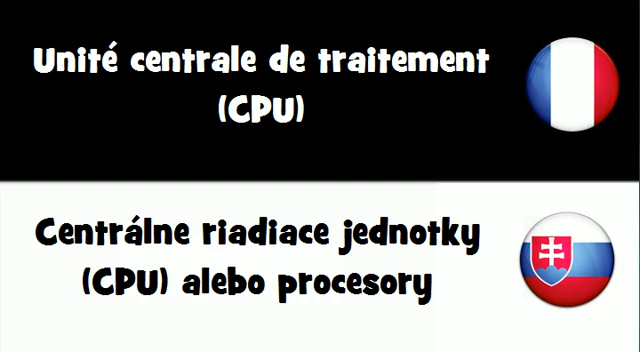 Unité centrale de traitement
(CPU)
Centrálne riadiace jednotky
(CPU) alebo procesory